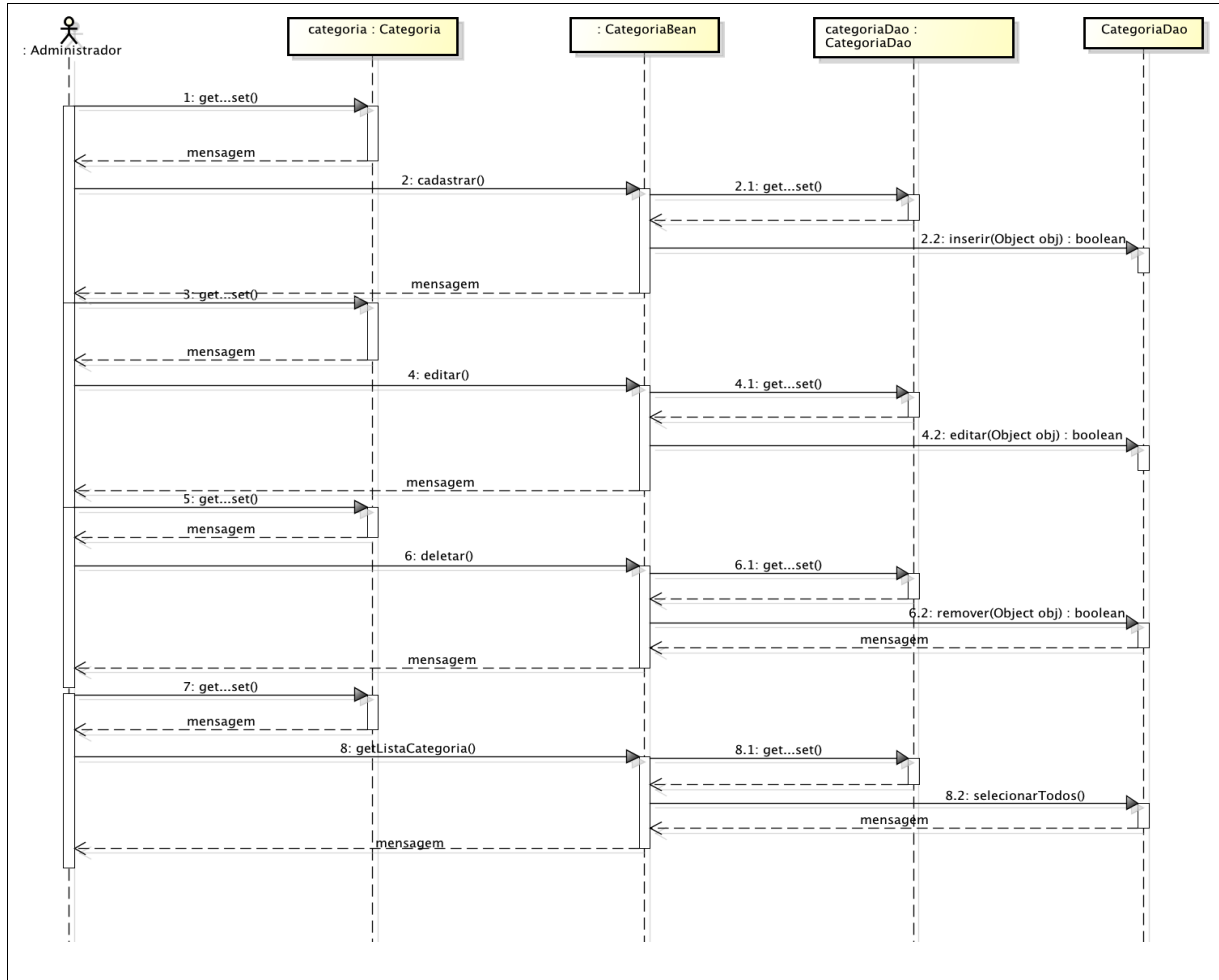 : Administrador
categoria : Categoria
: CategoriaBean
categoriaDao :
CategoriaDao
CategoriaDao
1: get...set()
mensagem
2: cadastrar()
2.1: get...set()
2.2: inserir(Object obj) : boolean
mensagem
3: get...set()
mensagem
4: editar()
4.1: get...set()
4.2: editar(Object obj) : boolean
mensagem
5: get...set()
mensagem
6: deletar()
6.1: get...set()
6.2: remover(Object obj) : boolean
mensagem
mensagem
7: get...set()
mensagem
8: getListaCategoria()
8.1: get...set()
8.2: selecionarTodos()
mensagem
mensagem